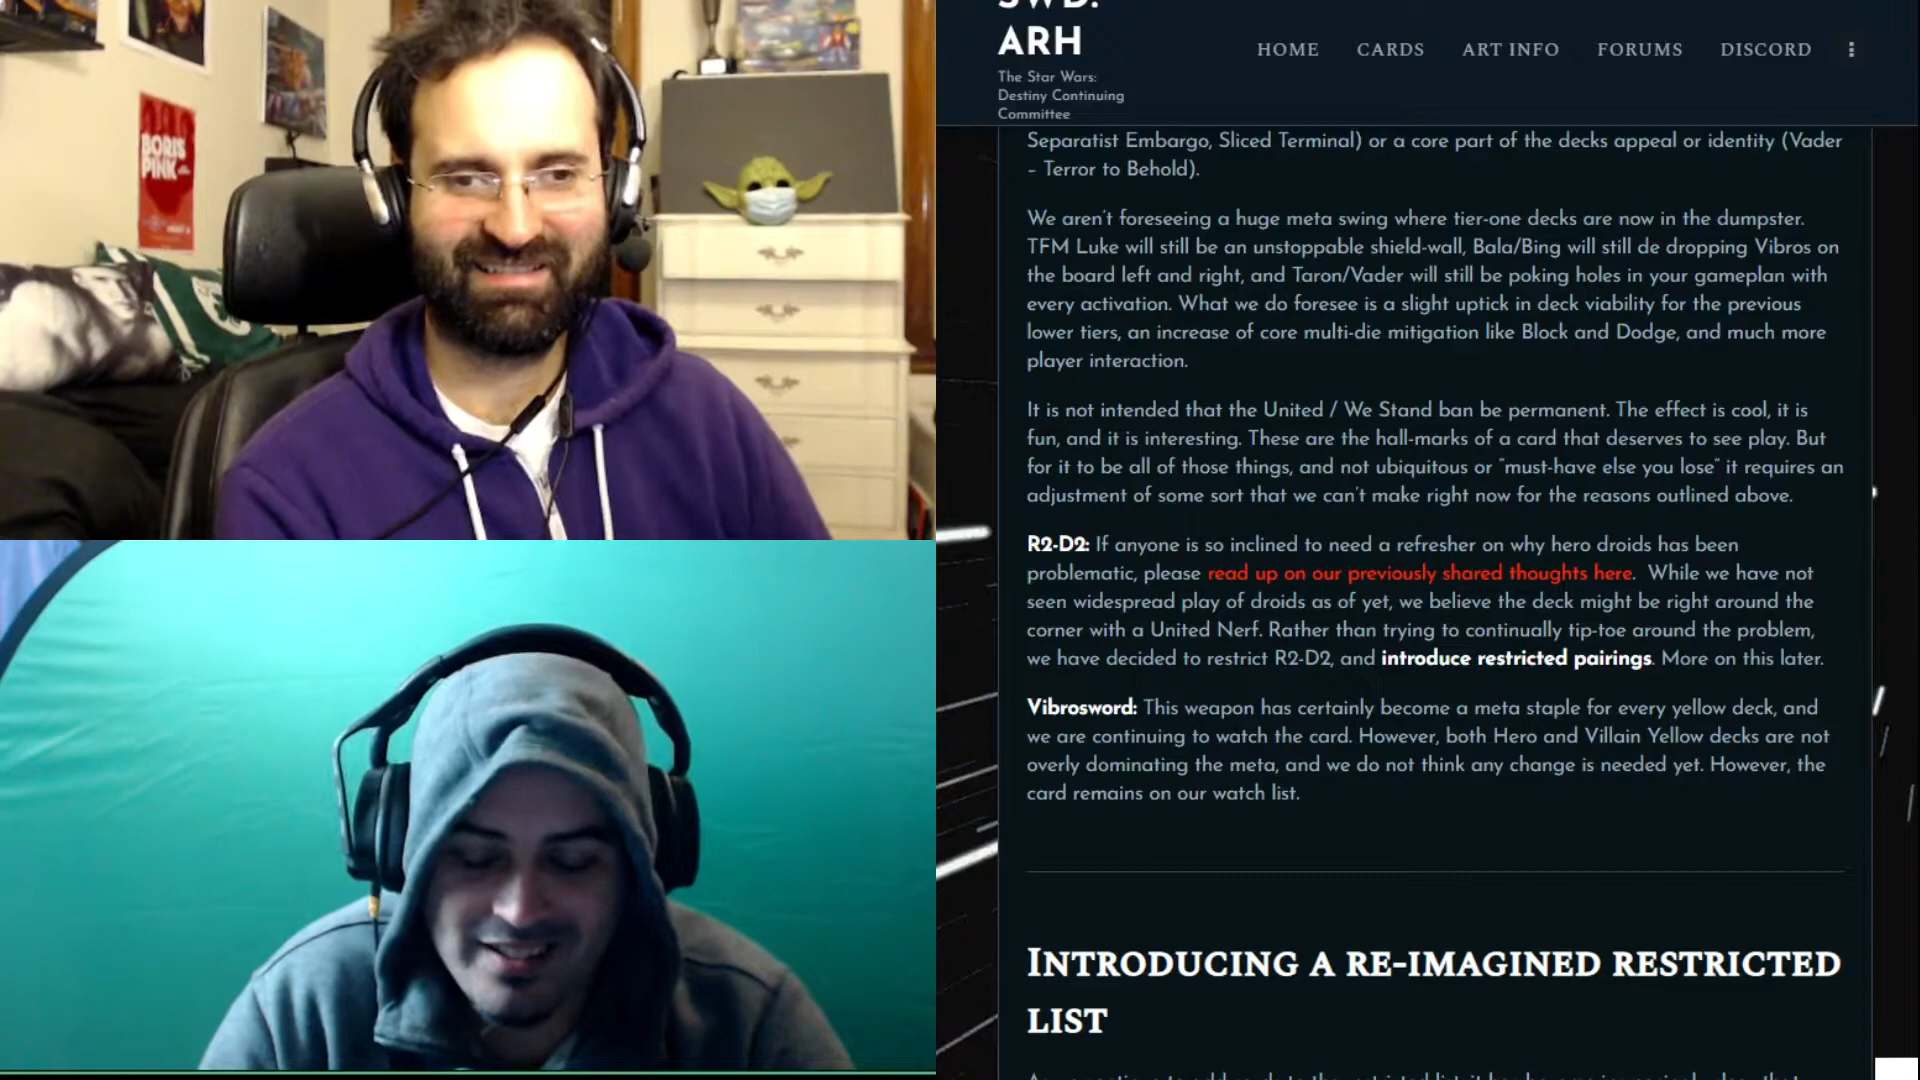 BORIS
PINK
SWD:
ARH
The Star Wars:
Destiny Continuing
Committee
HOME
CARDS
ART INFO
FORUMS
DISCORD
Separatist Embargo, Sliced Terminal) or a core part of the decks appeal or identity (Vader
– Terror to Behold).
We aren't foreseeing a huge meta swing where tier-one decks are now in the dumpster.
TFM Luke will still be an unstoppable shield-wall, Bala/Bing will still de dropping Vibros on
the board left and right, and Taron/Vader will still be poking holes in your gameplan with
every activation. What we do foresee is a slight uptick in deck viability for the previous
lower tiers, an increase of core multi-die mitigation like Block and Dodge, and much more
player interaction.
It is not intended that the United / We Stand ban be permanent. The effect is cool, it is
fun, and it is interesting. These are the hall-marks of a card that deserves to see play. But
for it to be all of those things, and not ubiquitous or "must-have else you lose" it requires an
adjustment of some sort that we can't make right now for the reasons outlined above.
R2-D2: If anyone is so inclined to need a refresher on why hero droids has been
problematic, please read up on our previously shared thoughts here. While we have not
seen widespread play of droids as of yet, we believe the deck might be right around the
corner with a United Nerf. Rather than trying to continually tip-toe around the problem,
we have decided to restrict R2-D2, and introduce restricted pairings. More on this later.
Vibrosword: This weapon has certainly become a meta staple for every yellow deck, and
we are continuing to watch the card. However, both Hero and Villain Yellow decks are not
overly dominating the meta, and we do not think any change is needed yet. However, the
card remains on our watch list.
INTRODUCING A RE-IMAGINED RESTRICTED
LIST